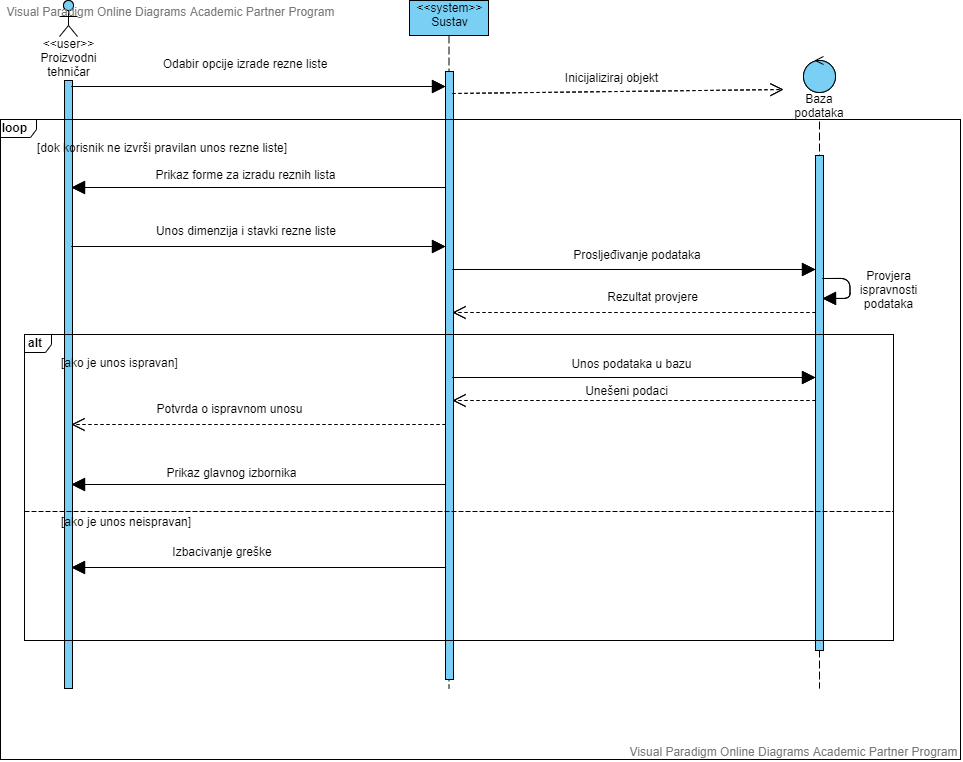 Visual Paradigm Online Diagrams Academic Partner Program
<<user>>
Proizvodni
tehničar
<<system>>
Sustav
Odabir opcije izrade rezne liste
Inicijaliziraj objekt
Baza
podataka
loop
[dok korisnik ne izvrši pravilan unos rezne liste]
Prikaz forme za izradu reznih lista
Unos dimenzija i stavki rezne liste
Prosljeđivanje podataka
Provjera
ispravnosti
podataka
Rezultat provjere
alt
[ako je unos ispravan]
Unos podataka u bazu
Unešeni podaci
Potvrda o ispravnom unosu
Prikaz glavnog izbornika
[ako je unos neispravan]
Izbacivanje greške
Visual Paradigm Online Diagrams Academic Partner Program